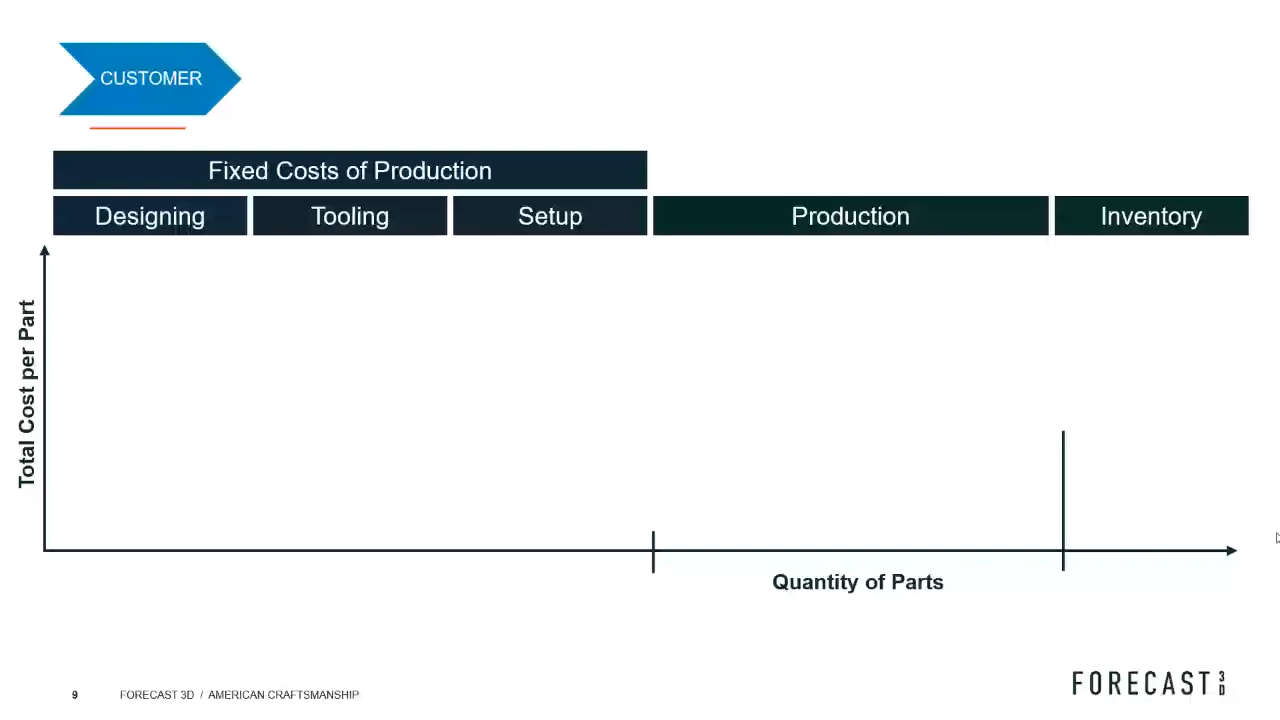 CUSTOMER
Fixed Costs of Production
Designing Tooling Setup Production Inventory
Total Cost per Part
Quantity of Parts
9 FORECAST 3D / AMERICAN CRAFTSMANSHIP
FORECAST 3D